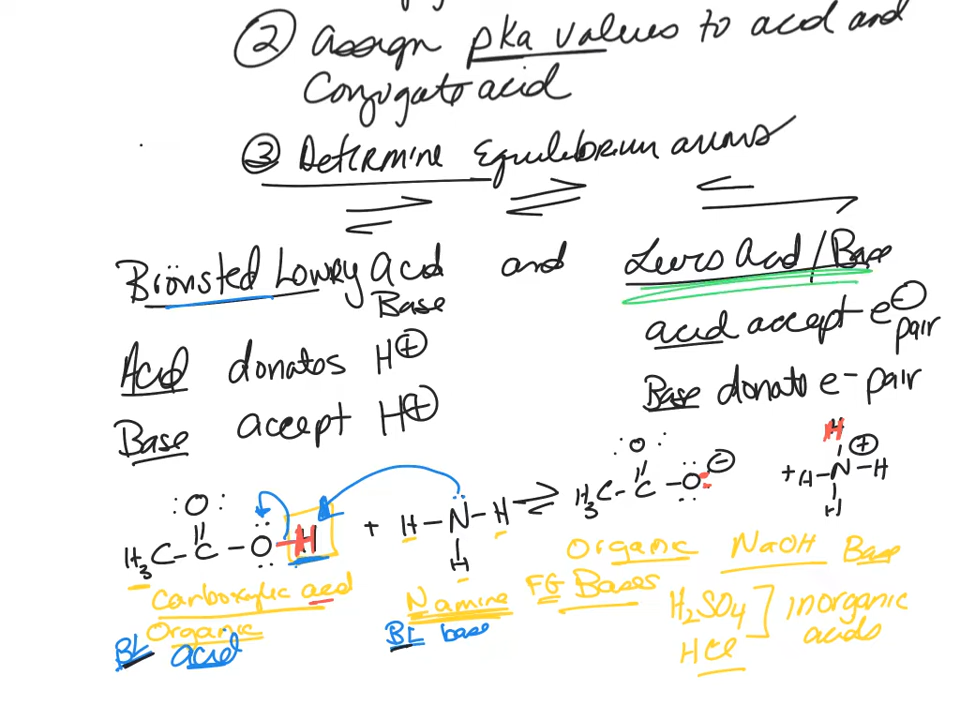 ② Assign pKa values to acid and
Conjugate acid
③ Determine Equilibrium arrows
Brönsted Lowry Acid and Lewis Acid/Base
Base
acid accept e⊖ pair
Acid donates H⊕
Base donate e- pair
Base accept H⊕
:O: :O: H
H₃C-C-O-H + H-N-H ⇌ H₃C-C-O⊖ + H-N⊕-H
H H
Carboxylic acid Namine FG Bases
Organic NaOH Base
Organic
BL acid BL base
H₂SO₄ ] inorganic
HCl acids